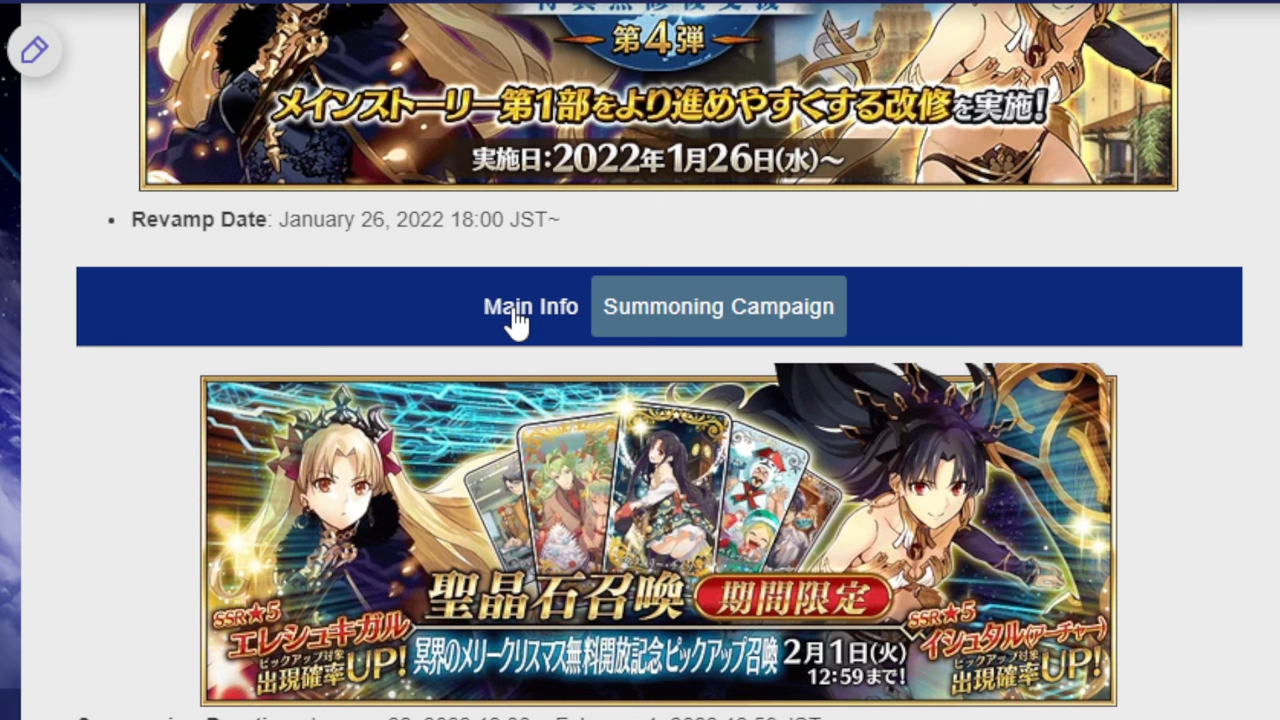 第4弾
メインストーリー第1部をより進めやすくする改修を実施!
実施日:2022年1月26日(水)～
• Revamp Date: January 26, 2022 18:00 JST~
Main Info
Summoning Campaign
聖晶石召喚 期間限定
冥界のメリークリスマス無料開放記念ピックアップ召喚
2月1日(火)
12:59まで!
SSR★5
エレシュキガル
ピックアップ対象
出現確率UP!
SSR★5
イシュタル(アーチャー)
ピックアップ対象
出現確率UP!